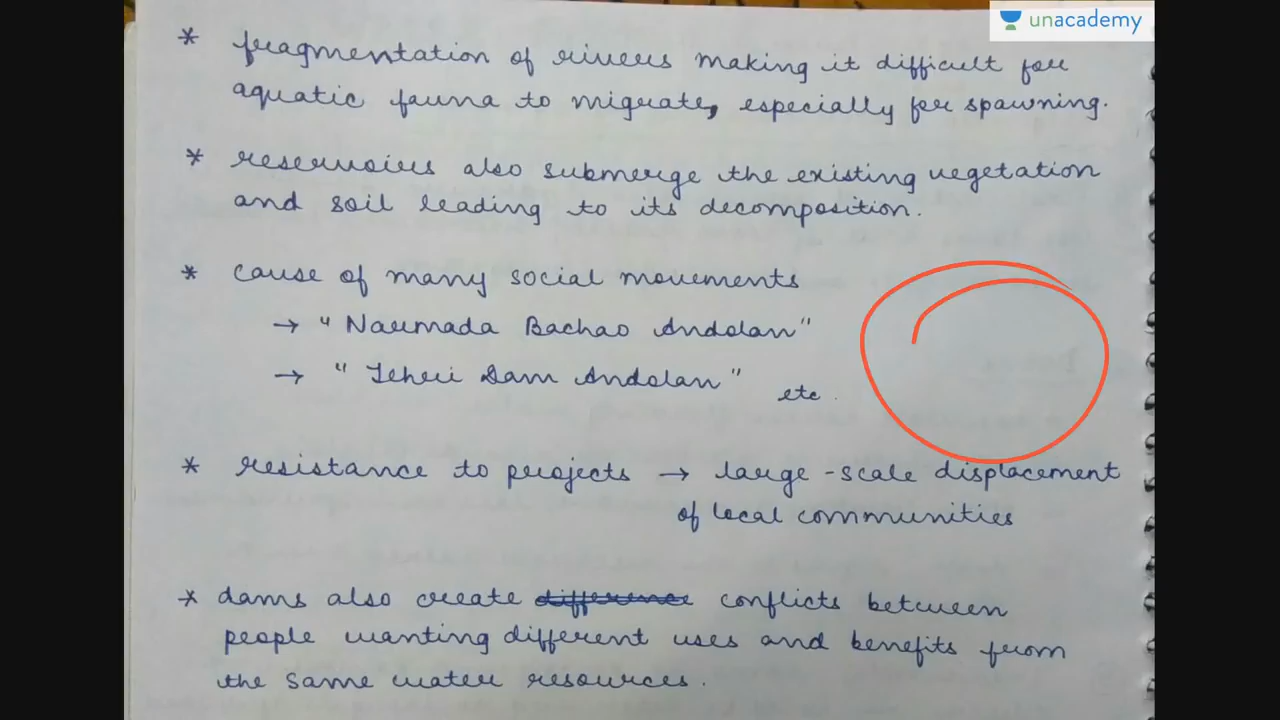 unacademy
* fragmentation of rivers making it difficult for
aquatic fauna to migrate, especially for spawning.
* reservoirs also submerge the existing vegetation
and soil leading to its decomposition.
* cause of many social movements
→ "Narmada Bachao Andolan"
→ "Tehri Dam Andolan" etc.
* resistance to projects → large-scale displacement
of local communities
* dams also create difference conflicts between
people wanting different uses and benefits from
the same water resources.